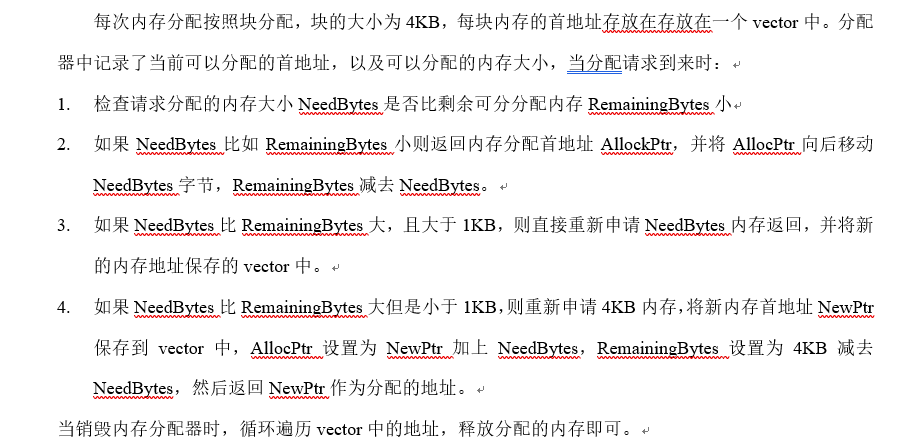 每次内存分配按照块分配，块的大小为 4KB，每块内存的首地址存放在存放在一个 vector 中。分配
器中记录了当前可以分配的首地址，以及可以分配的内存大小，当分配请求到来时：
1. 检查请求分配的内存大小 NeedBytes 是否比剩余可分分配内存 RemainingBytes 小
2. 如果 NeedBytes 比如 RemainingBytes 小则返回内存分配首地址 AllockPtr，并将 AllocPtr 向后移动
NeedBytes 字节，RemainingBytes 减去 NeedBytes。
3. 如果 NeedBytes 比 RemainingBytes 大，且大于 1KB，则直接重新申请 NeedBytes 内存返回，并将新
的内存地址保存的 vector 中。
4. 如果 NeedBytes 比 RemainingBytes 大但是小于 1KB，则重新申请 4KB 内存，将新内存首地址 NewPtr
保存到 vector 中，AllocPtr 设置为 NewPtr 加上 NeedBytes，RemainingBytes 设置为 4KB 减去
NeedBytes，然后返回 NewPtr 作为分配的地址。
当销毁内存分配器时，循环遍历 vector 中的地址，释放分配的内存即可。